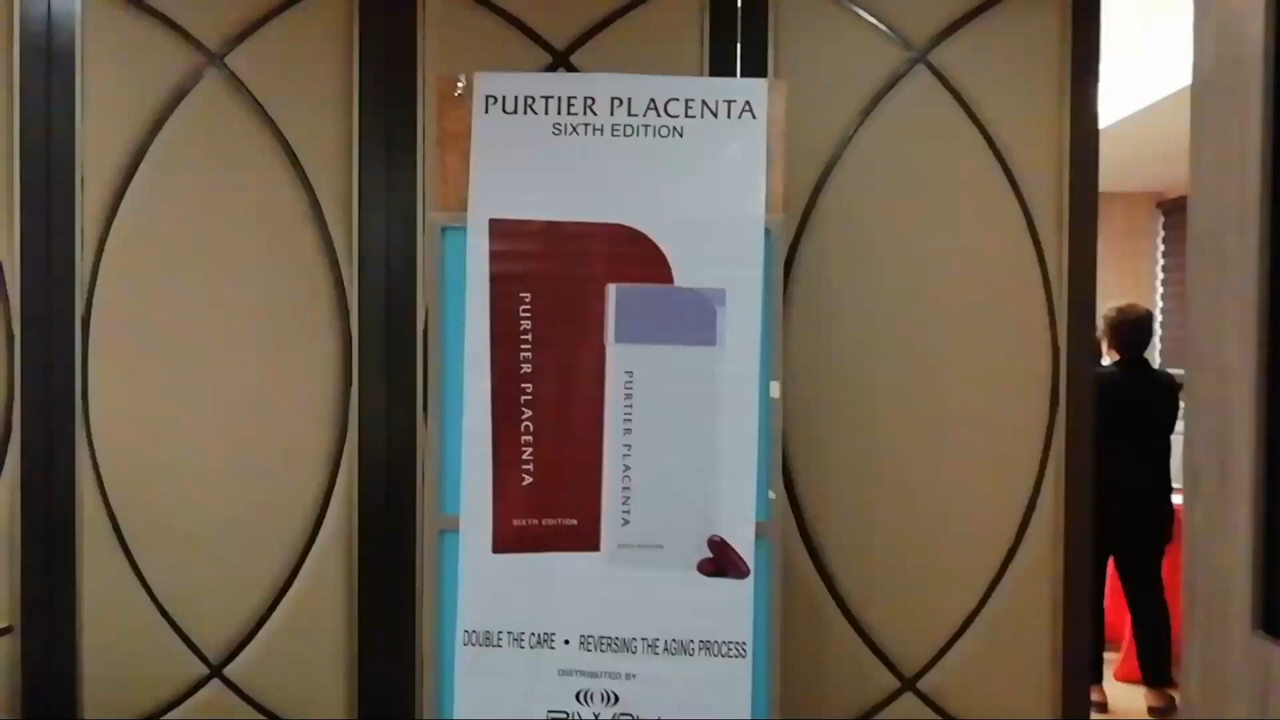 PURTIER PLACENTA
SIXTH EDITION
PURTIER PLACENTA
SIXTH EDITION
PURTIER PLACENTA
DOUBLE THE CARE • REVERSING THE AGING PROCESS
DISTRIBUTED BY